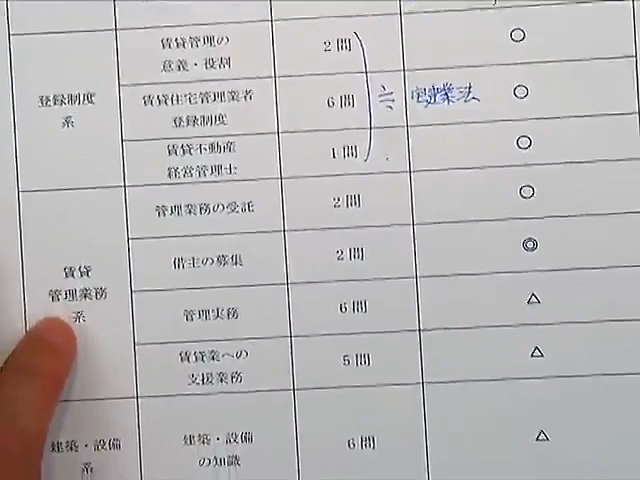 登録制度
系
賃貸管理の
意義・役割
2問
○
賃貸住宅管理業者
登録制度
6問
≒ 宅建業法
○
賃貸不動産
経営管理士
1問
○
賃貸
管理業務
系
管理業務の受託
2問
○
借主の募集
2問
◎
管理実務
6問
△
賃貸業への
支援業務
5問
△
建築・設備
系
建築・設備
の知識
6問
△